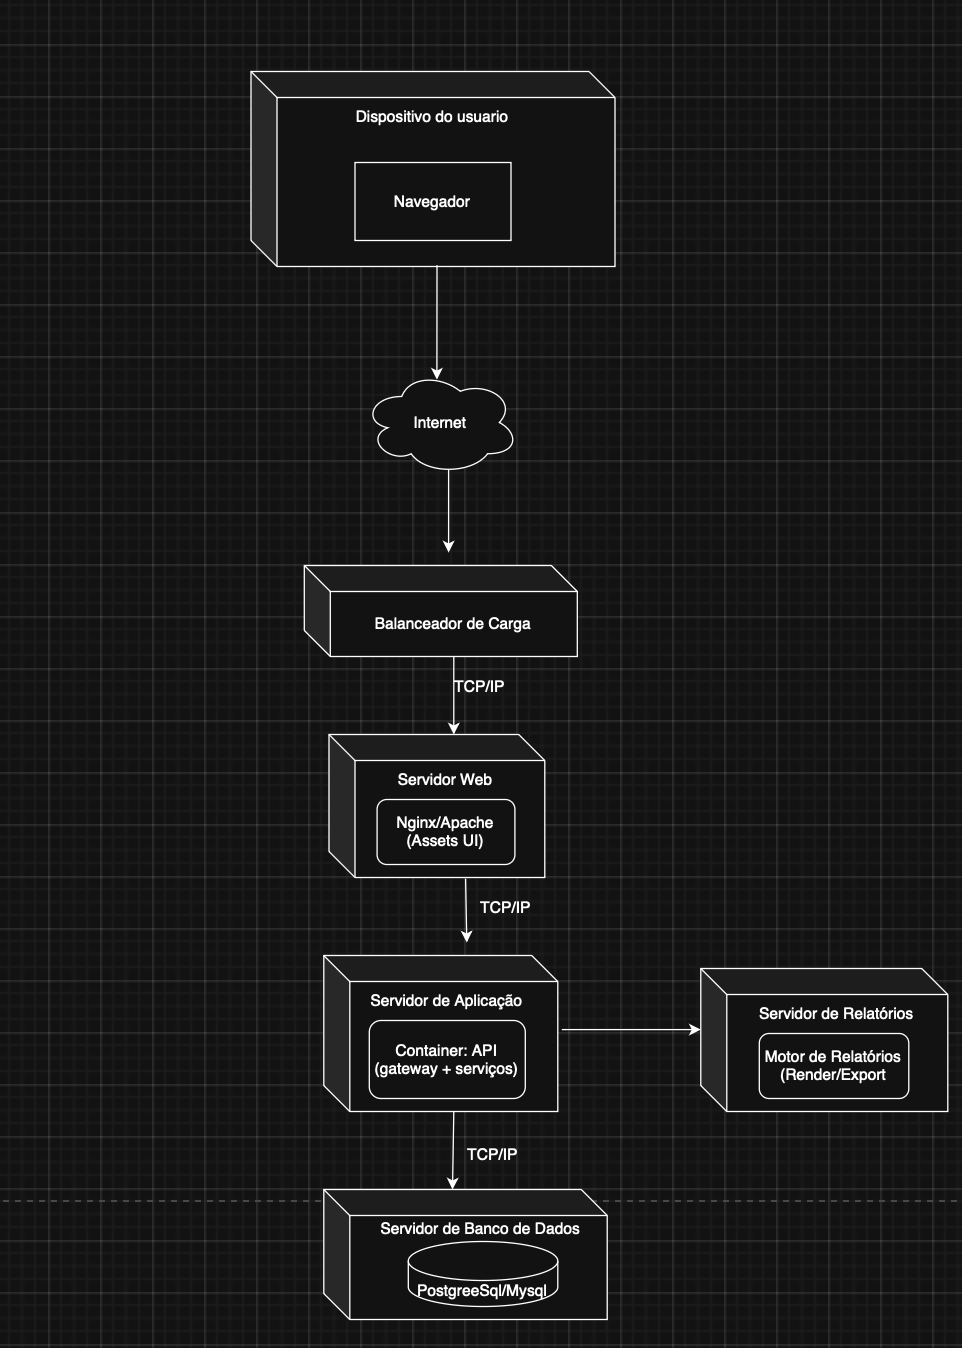 Dispositivo do usuario
Navegador
Internet
Balanceador de Carga
TCP/IP
Servidor Web
Nginx/Apache
(Assets UI)
TCP/IP
Servidor de Aplicação
Container: API
(gateway + serviços)
Servidor de Relatórios
Motor de Relatórios
(Render/Export
TCP/IP
Servidor de Banco de Dados
PostgreeSql/Mysql